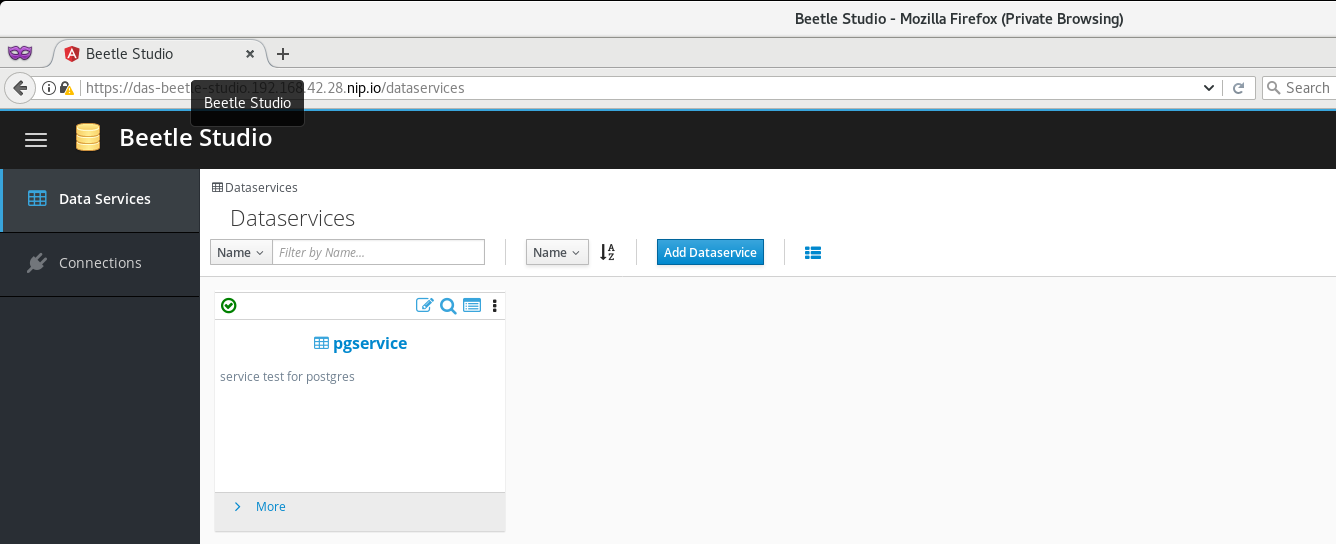 Beetle Studio - Mozilla Firefox (Private Browsing)
Beetle Studio
https://das-beetle-studio.192.168.42.28.nip.io/dataservices
Search
Beetle Studio
Beetle Studio
Data Services
Connections
Dataservices
Dataservices
Name
Filter by Name...
Name
Add Dataservice
pgservice
service test for postgres
More